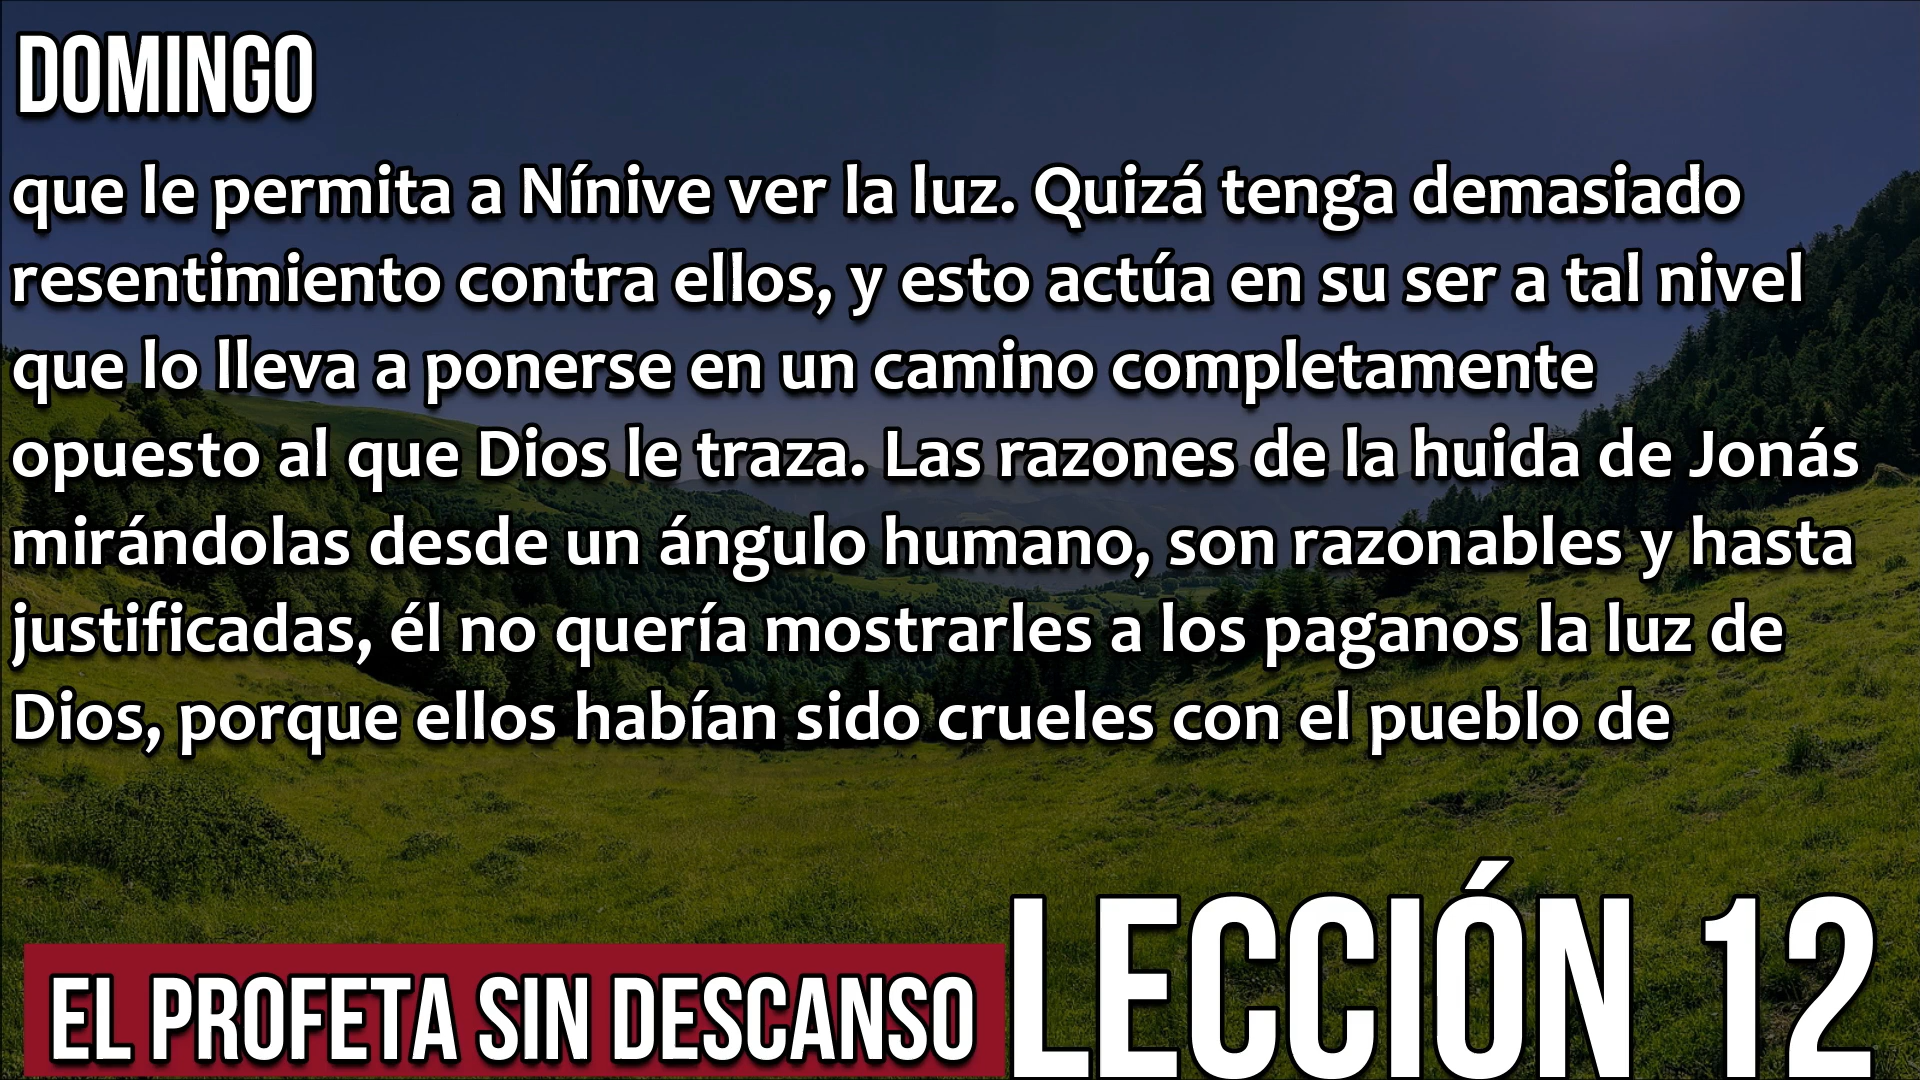 DOMINGO
que le permita a Nínive ver la luz. Quizá tenga demasiado
resentimiento contra ellos, y esto actúa en su ser a tal nivel
que lo lleva a ponerse en un camino completamente
opuesto al que Dios le traza. Las razones de la huida de Jonás
mirándolas desde un ángulo humano, son razonables y hasta
justificadas, él no quería mostrarles a los paganos la luz de
Dios, porque ellos habían sido crueles con el pueblo de
EL PROFETA SIN DESCANSO
LECCIÓN 12